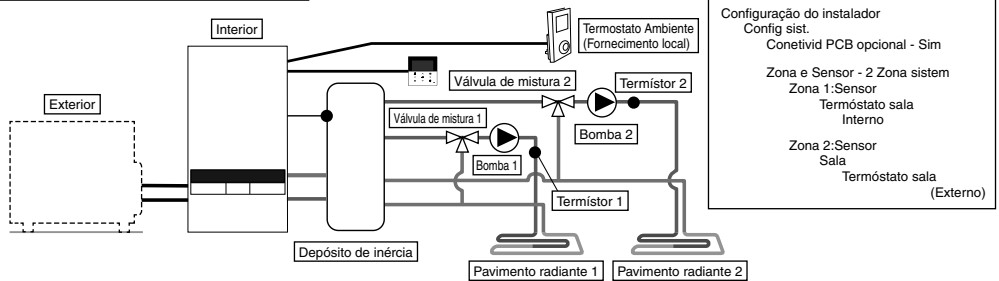 Interior
Termostato Ambiente
(Fornecimento local)
Exterior
Válvula de mistura 2
Termístor 2
Válvula de mistura 1
Bomba 2
Bomba 1
Termístor 1
Depósito de inércia
Pavimento radiante 1
Pavimento radiante 2
Configuração do instalador
Config sist.
Conetivid PCB opcional - Sim
Zona e Sensor - 2 Zona sistem
Zona 1:Sensor
Termóstato sala
Interno
Zona 2:Sensor
Sala
Termóstato sala
(Externo)